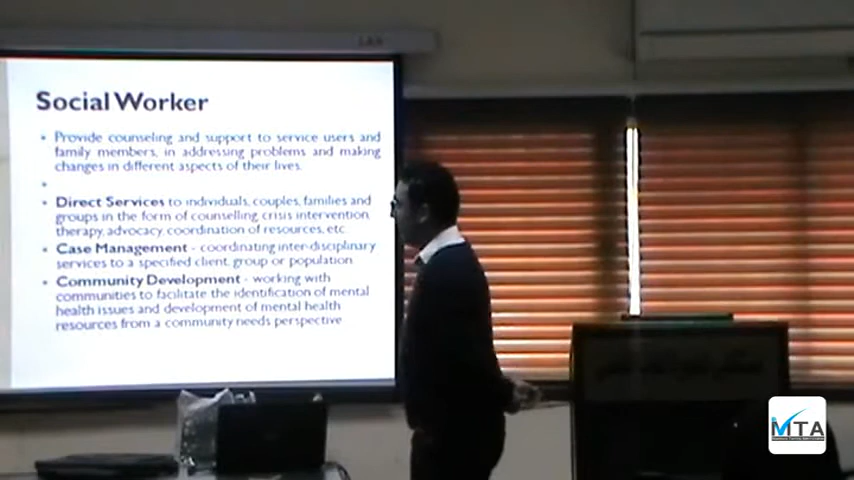 Social Worker
• Provide counseling and support to service users and
family members, in addressing problems and making
changes in different aspects of their lives.
•
• Direct Services to individuals, couples, families and
groups in the form of counselling, crisis intervention,
therapy, advocacy, coordination of resources, etc.
• Case Management - coordinating inter-disciplinary
services to a specified client, group or population
• Community Development - working with
communities to facilitate the identification of mental
health issues and development of mental health
resources from a community needs perspective
MTA